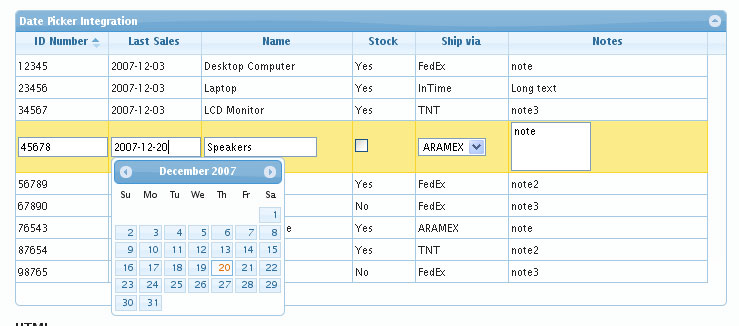 Date Picker Integration
ID Number Last Sales Name Stock Ship via Notes
12345 2007-12-03 Desktop Computer Yes FedEx note
23456 2007-12-03 Laptop Yes InTime Long text
34567 2007-12-03 LCD Monitor Yes TNT note3
45678 2007-12-20 Speakers ARAMEX note
December 2007
Su Mo Tu We Th Fr Sa
1
2 3 4 5 6 7 8
9 10 11 12 13 14 15
16 17 18 19 20 21 22
23 24 25 26 27 28 29
30 31
56789 Yes FedEx note2
67890 No FedEx note3
76543 e Yes ARAMEX note
87654 Yes TNT note2
98765 No FedEx note3